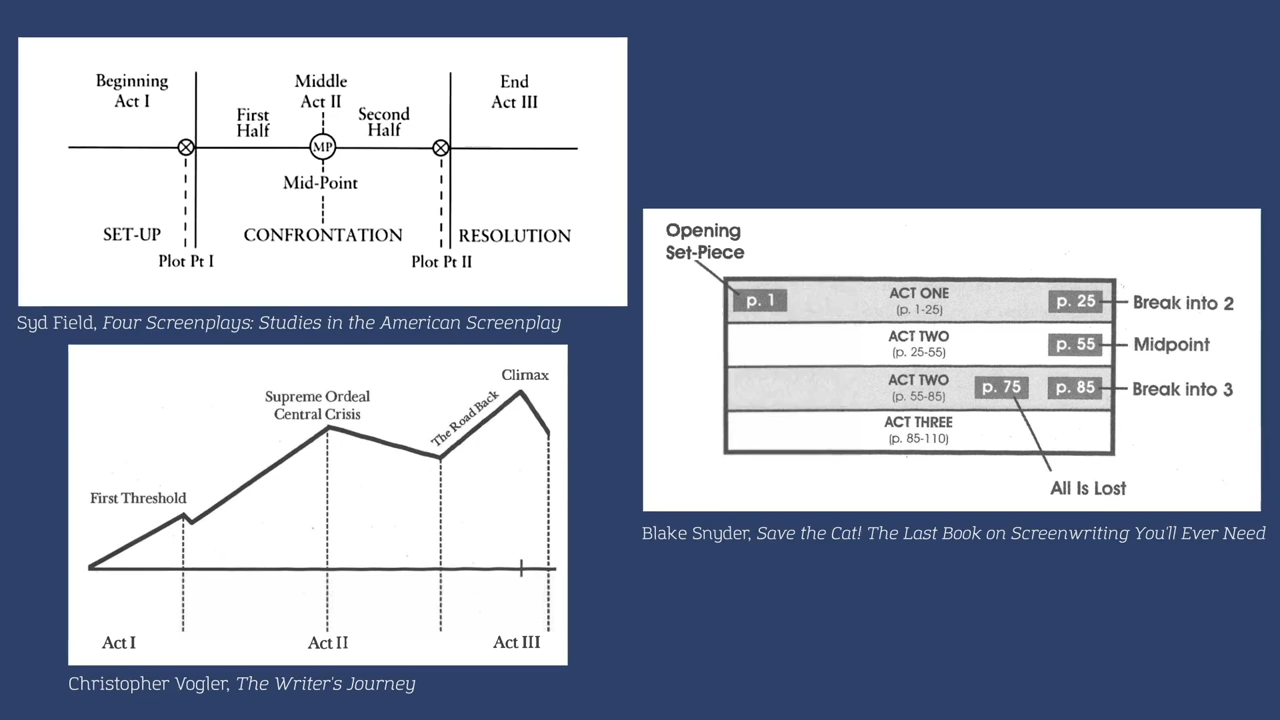 Beginning
Act I
Middle
Act II
End
Act III
First
Half
Second
Half
MP
Mid-Point
SET-UP
CONFRONTATION
RESOLUTION
Plot Pt I
Plot Pt II
Syd Field, Four Screenplays: Studies in the American Screenplay
Climax
Supreme Ordeal
Central Crisis
The Road Back
First Threshold
Act I
Act II
Act III
Christopher Vogler, The Writer's Journey
Opening
Set-Piece
p. 1
ACT ONE
(p. 1-25)
p. 25
Break into 2
ACT TWO
(p. 25-55)
p. 55
Midpoint
ACT TWO
(p. 55-85)
p. 75
p. 85
Break into 3
ACT THREE
(p. 85-110)
All Is Lost
Blake Snyder, Save the Cat! The Last Book on Screenwriting You'll Ever Need